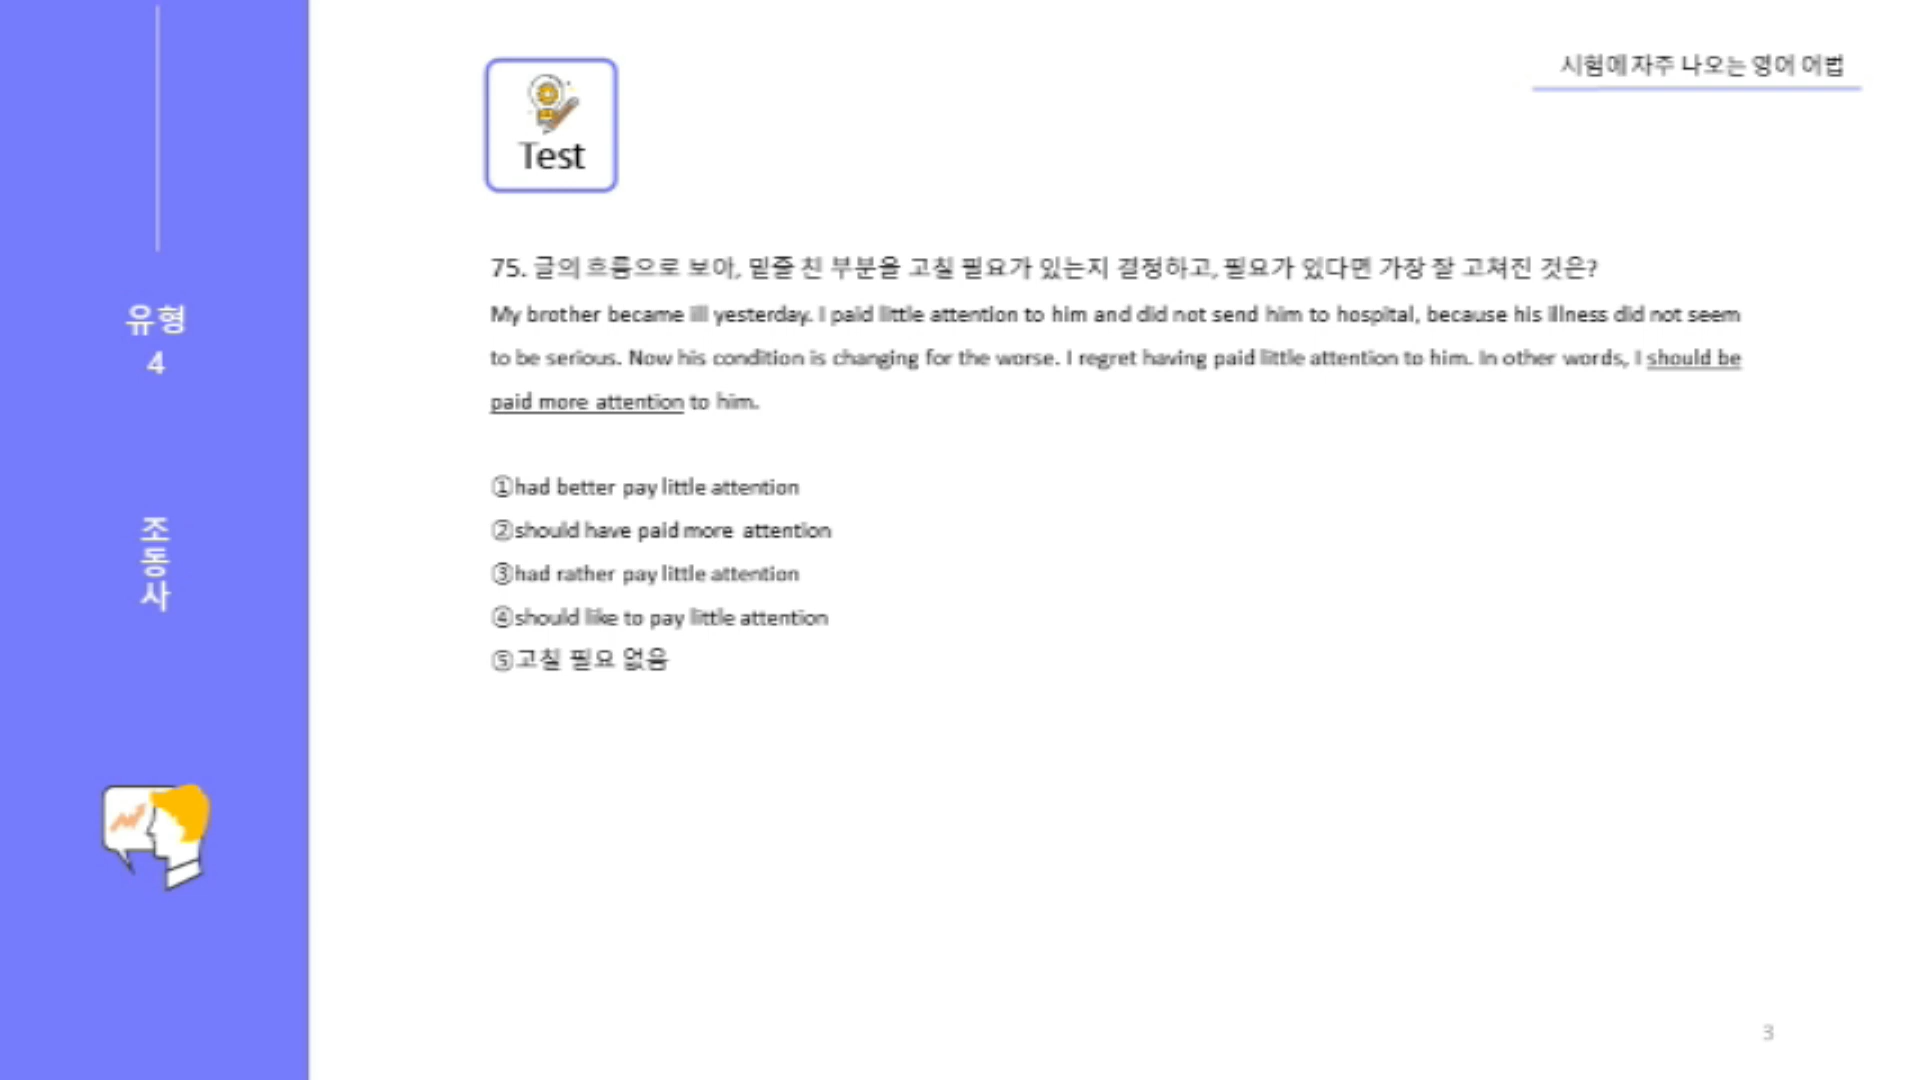 시험에 자주 나오는 영어 어법
Test
유형
4
조동사
75. 글의 흐름으로 보아, 밑줄 친 부분을 고칠 필요가 있는지 결정하고, 필요가 있다면 가장 잘 고쳐진 것은?
My brother became ill yesterday. I paid little attention to him and did not send him to hospital, because his illness did not seem
to be serious. Now his condition is changing for the worse. I regret having paid little attention to him. In other words, I should be
paid more attention to him.
①had better pay little attention
②should have paid more attention
③had rather pay little attention
④should like to pay little attention
⑤고칠 필요 없음
3